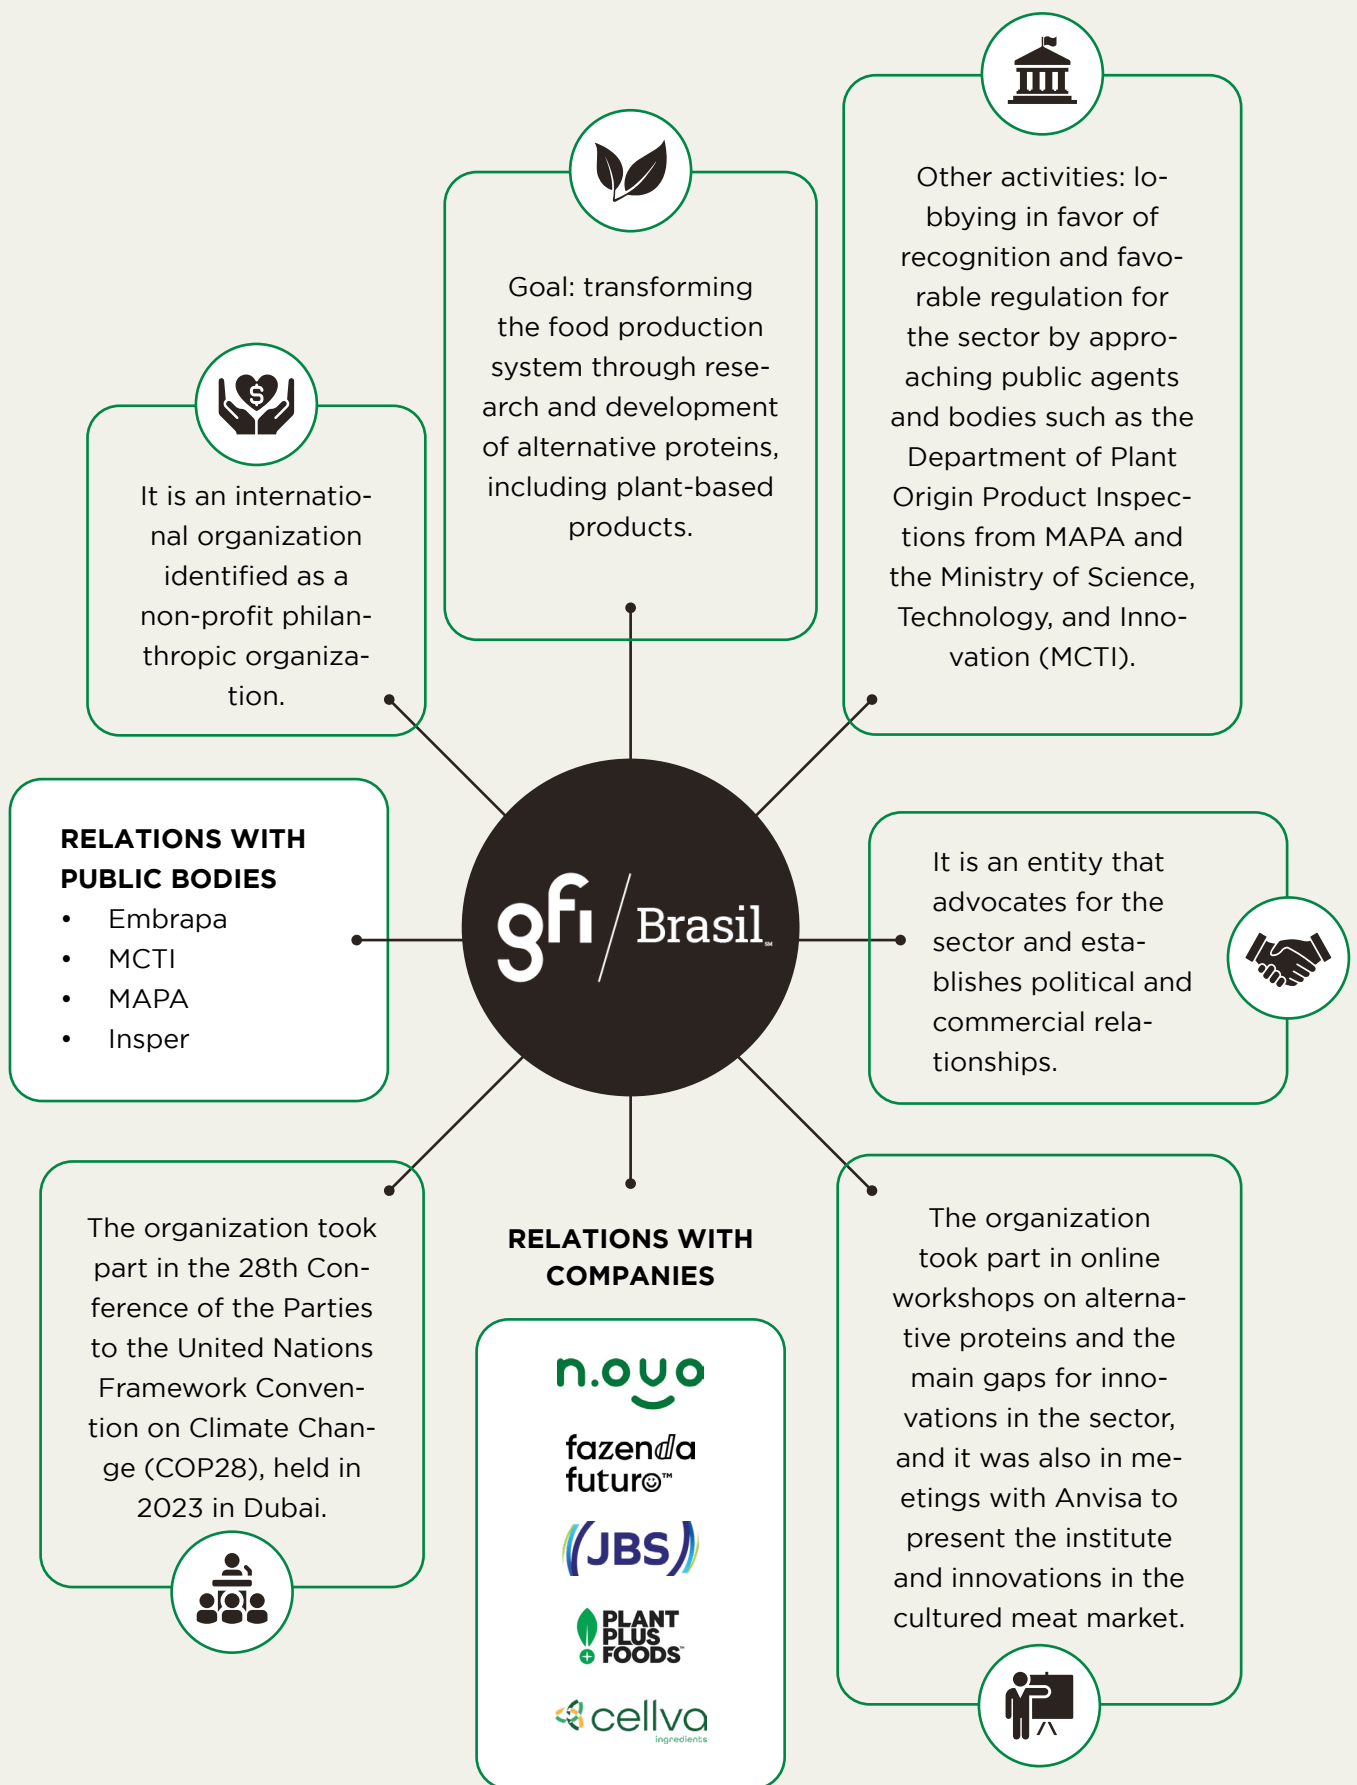 Other activities: lo-
bbying in favor of
recognition and favo-
rable regulation for
the sector by appro-
aching public agents
and bodies such as the
Department of Plant
Origin Product Inspec-
tions from MAPA and
the Ministry of Science,
Technology, and Inno-
vation (MCTI).
Goal: transforming
the food production
system through rese-
arch and development
of alternative proteins,
including plant-based
products.
$
It is an internatio-
nal organization
identified as a
non-profit philan-
thropic organiza-
tion.
RELATIONS WITH
PUBLIC BODIES
• Embrapa
• MCTI
• MAPA
• Insper
gfi / Brasil SM
It is an entity that
advocates for the
sector and esta-
blishes political and
commercial rela-
tionships.
The organization took
part in the 28th Con-
ference of the Parties
to the United Nations
Framework Conven-
tion on Climate Chan-
ge (COP28), held in
2023 in Dubai.
RELATIONS WITH
COMPANIES
n.ovo
fazenda
futuro™
JBS
PLANT
PLUS
FOODS™
cellva
ingredients
The organization
took part in online
workshops on alterna-
tive proteins and the
main gaps for inno-
vations in the sector,
and it was also in me-
etings with Anvisa to
present the institute
and innovations in the
cultured meat market.